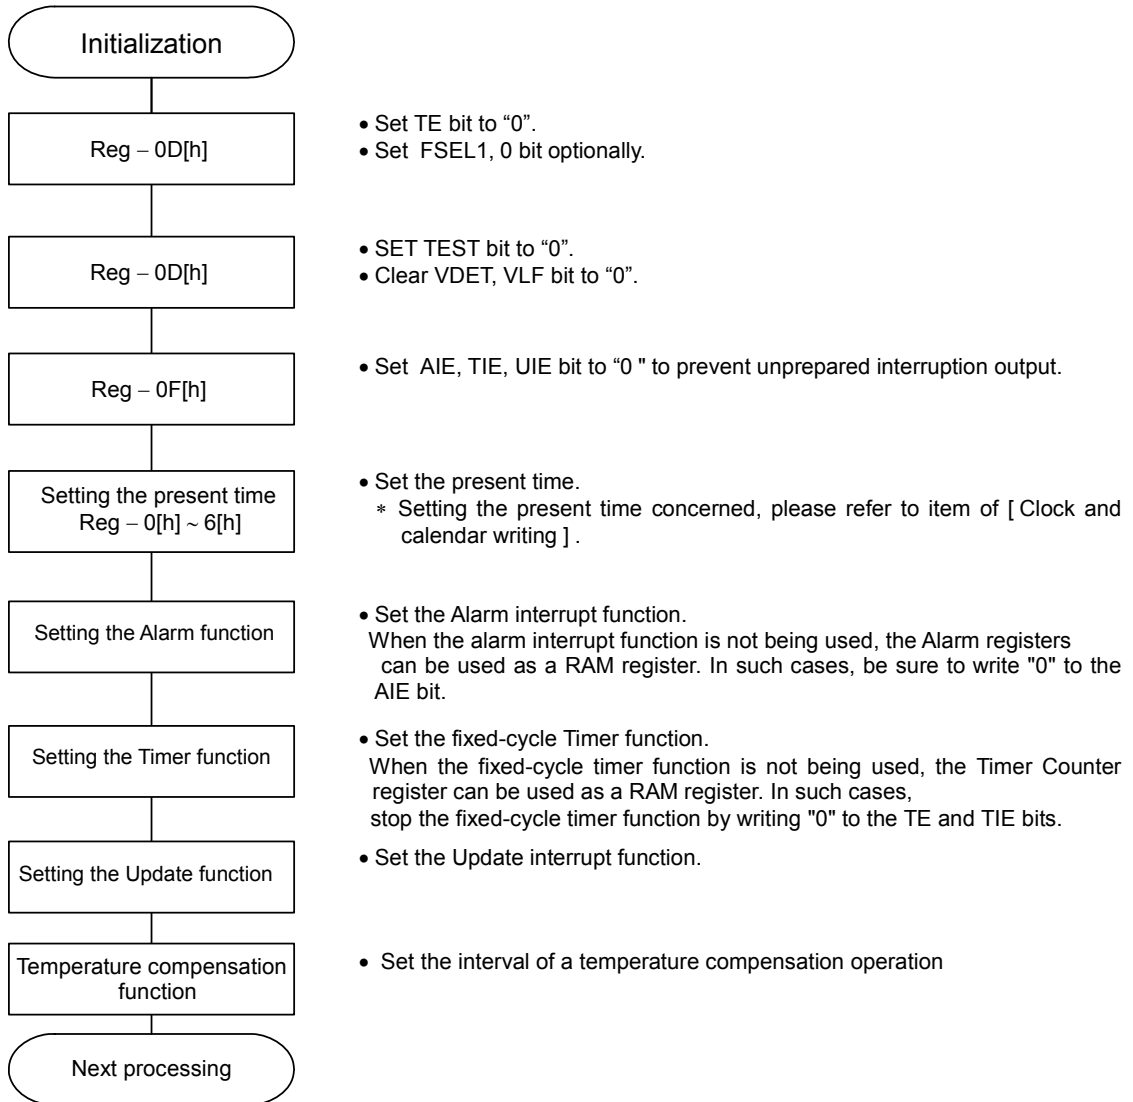 Initialization
Reg – 0D[h]
• Set TE bit to “0”.
• Set FSEL1, 0 bit optionally.
Reg – 0D[h]
• SET TEST bit to “0”.
• Clear VDET, VLF bit to “0”.
Reg – 0F[h]
• Set AIE, TIE, UIE bit to “0 " to prevent unprepared interruption output.
Setting the present time
Reg – 0[h] ~ 6[h]
• Set the present time.
* Setting the present time concerned, please refer to item of [ Clock and
calendar writing ] .
Setting the Alarm function
• Set the Alarm interrupt function.
When the alarm interrupt function is not being used, the Alarm registers
can be used as a RAM register. In such cases, be sure to write "0" to the
AIE bit.
Setting the Timer function
• Set the fixed-cycle Timer function.
When the fixed-cycle timer function is not being used, the Timer Counter
register can be used as a RAM register. In such cases,
stop the fixed-cycle timer function by writing "0" to the TE and TIE bits.
Setting the Update function
• Set the Update interrupt function.
Temperature compensation
function
• Set the interval of a temperature compensation operation
Next processing